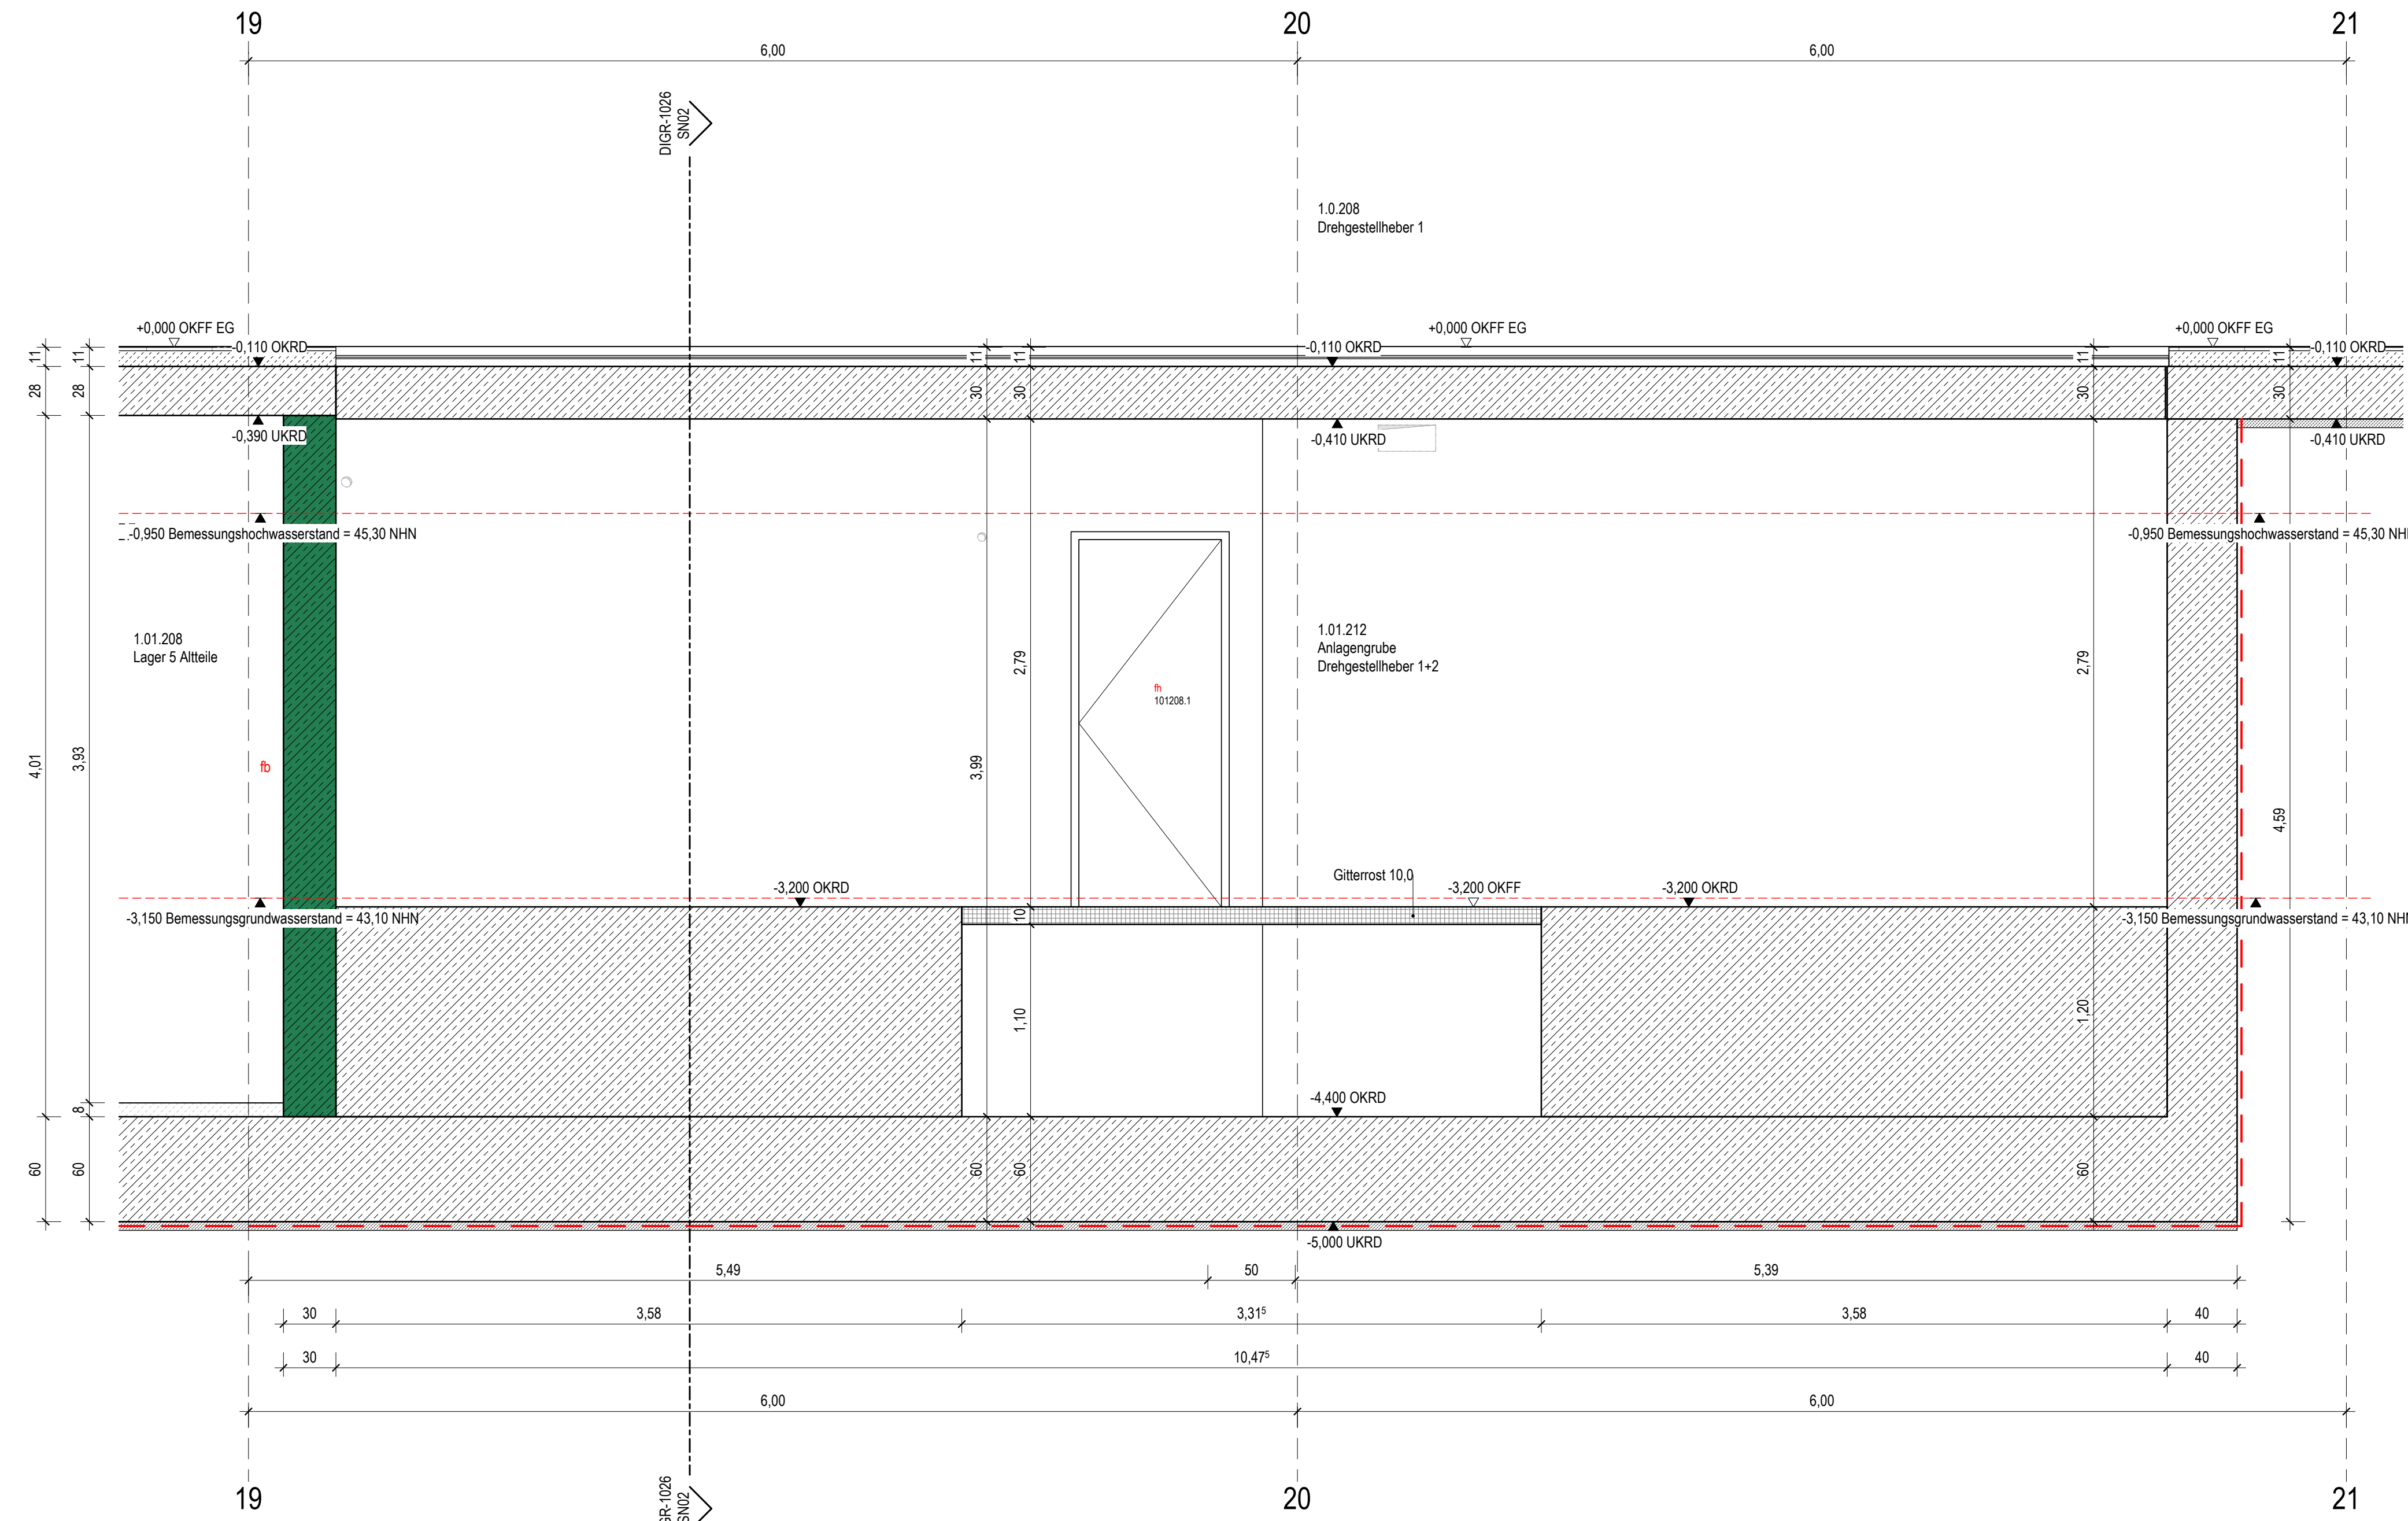 19
20
21
6,00
6,00
DIGR-1026
SN02
1.0.208
Drehgestellheber 1
+0,000 OKFF EG
+0,000 OKFF EG
+0,000 OKFF EG
-0,110 OKRD
-0,110 OKRD
-0,110 OKRD
11
11
11
11
11
11
28
28
30
30
30
30
-0,390 UKRD
-0,410 UKRD
-0,410 UKRD
-0,950 Bemessungshochwasserstand = 45,30 NHN
-0,950 Bemessungshochwasserstand = 45,30 NH
1.01.208
Lager 5 Altteile
1.01.212
Anlagengrube
Drehgestellheber 1+2
2,79
2,79
fh
101208.1
4,01
3,93
fb
3,99
4,59
Gitterrost 10,0
-3,200 OKRD
-3,200 OKFF
-3,200 OKRD
-3,150 Bemessungsgrundwasserstand = 43,10 NHN
-3,150 Bemessungsgrundwasserstand = 43,10 NH
10
1,10
1,20
-4,400 OKRD
8
60
60
60
60
60
-5,000 UKRD
5,49
50
5,39
30
3,58
3,31⁵
3,58
40
30
10,47⁵
40
6,00
6,00
GR-1026
SN02
19
20
21